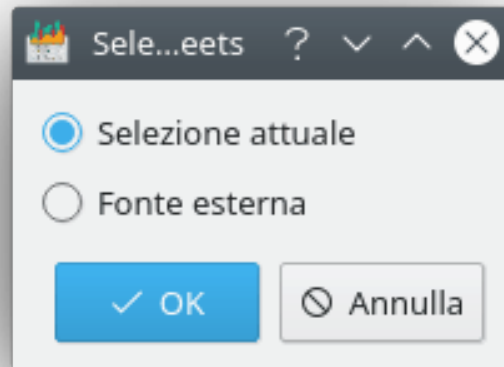 Sele...eets
Selezione attuale
Fonte esterna
OK
Annulla